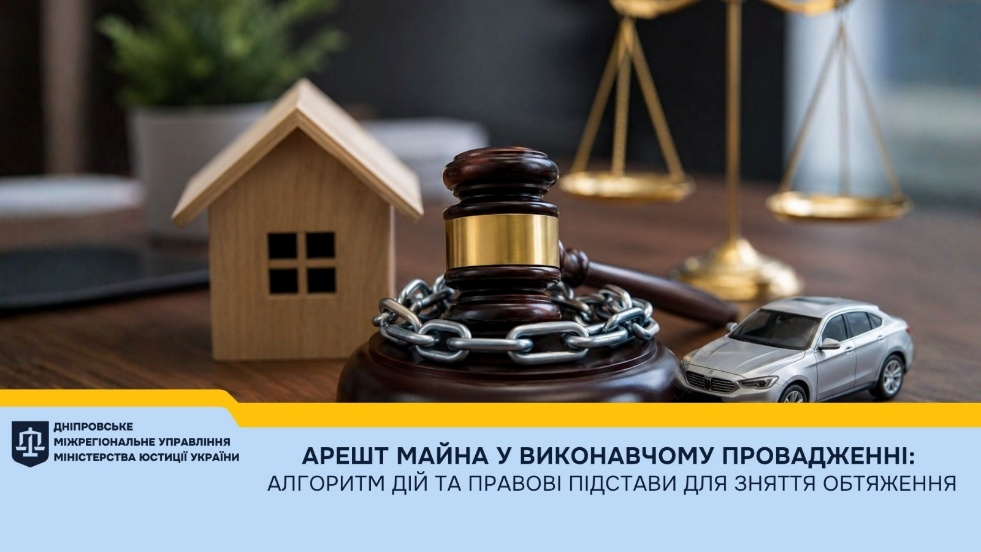 ДНІПРОВСЬКЕ
МІЖРЕГІОНАЛЬНЕ УПРАВЛІННЯ
МІНІСТЕРСТВА ЮСТИЦІЇ УКРАЇНИ
АРЕШТ МАЙНА У ВИКОНАВЧОМУ ПРОВАДЖЕННІ:
АЛГОРИТМ ДІЙ ТА ПРАВОВІ ПІДСТАВИ ДЛЯ ЗНЯТТЯ ОБТЯЖЕННЯ